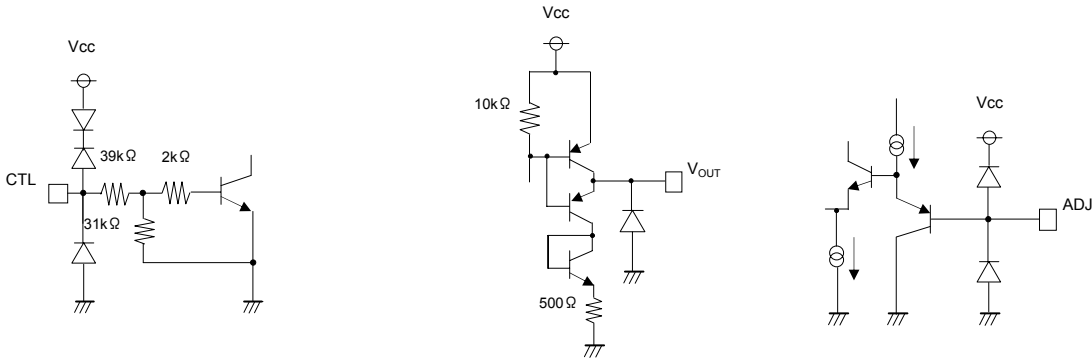 Vcc
CTL
39kΩ
2kΩ
31kΩ
Vcc
10kΩ
VOUT
500Ω
Vcc
ADJ